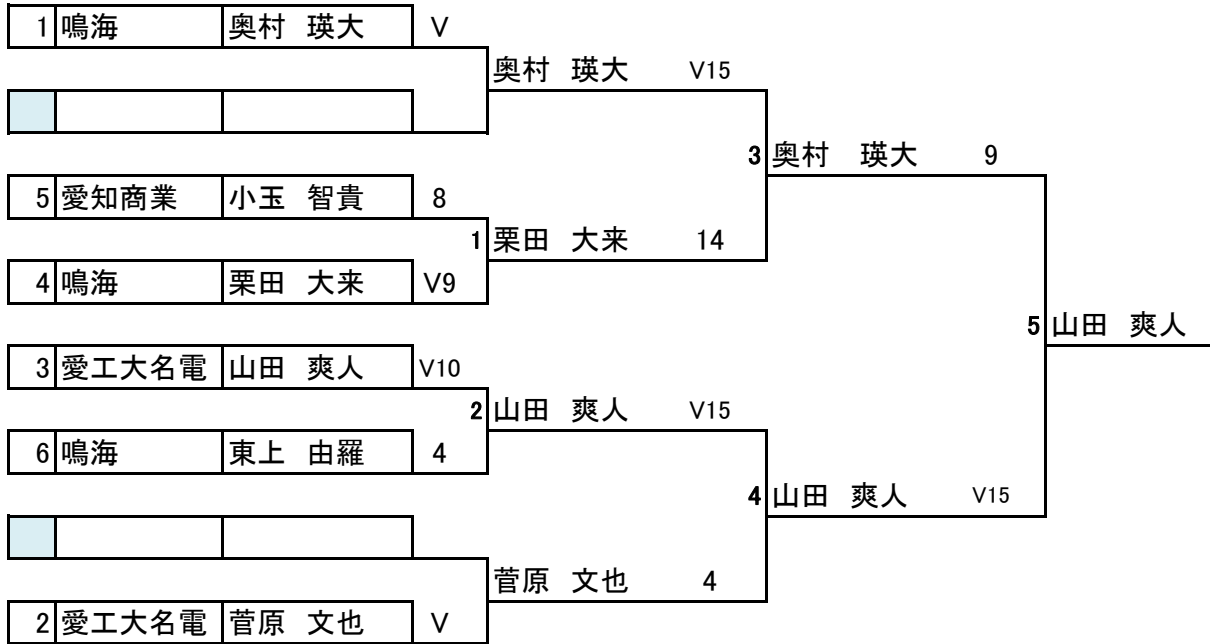 1 鳴海 奥村 瑛大 V
奥村 瑛大 V15
3 奥村 瑛大 9
5 愛知商業 小玉 智貴 8
1 栗田 大来 14
4 鳴海 栗田 大来 V9
5 山田 爽人
3 愛工大名電 山田 爽人 V10
2 山田 爽人 V15
6 鳴海 東上 由羅 4
4 山田 爽人 V15
菅原 文也 4
2 愛工大名電 菅原 文也 V